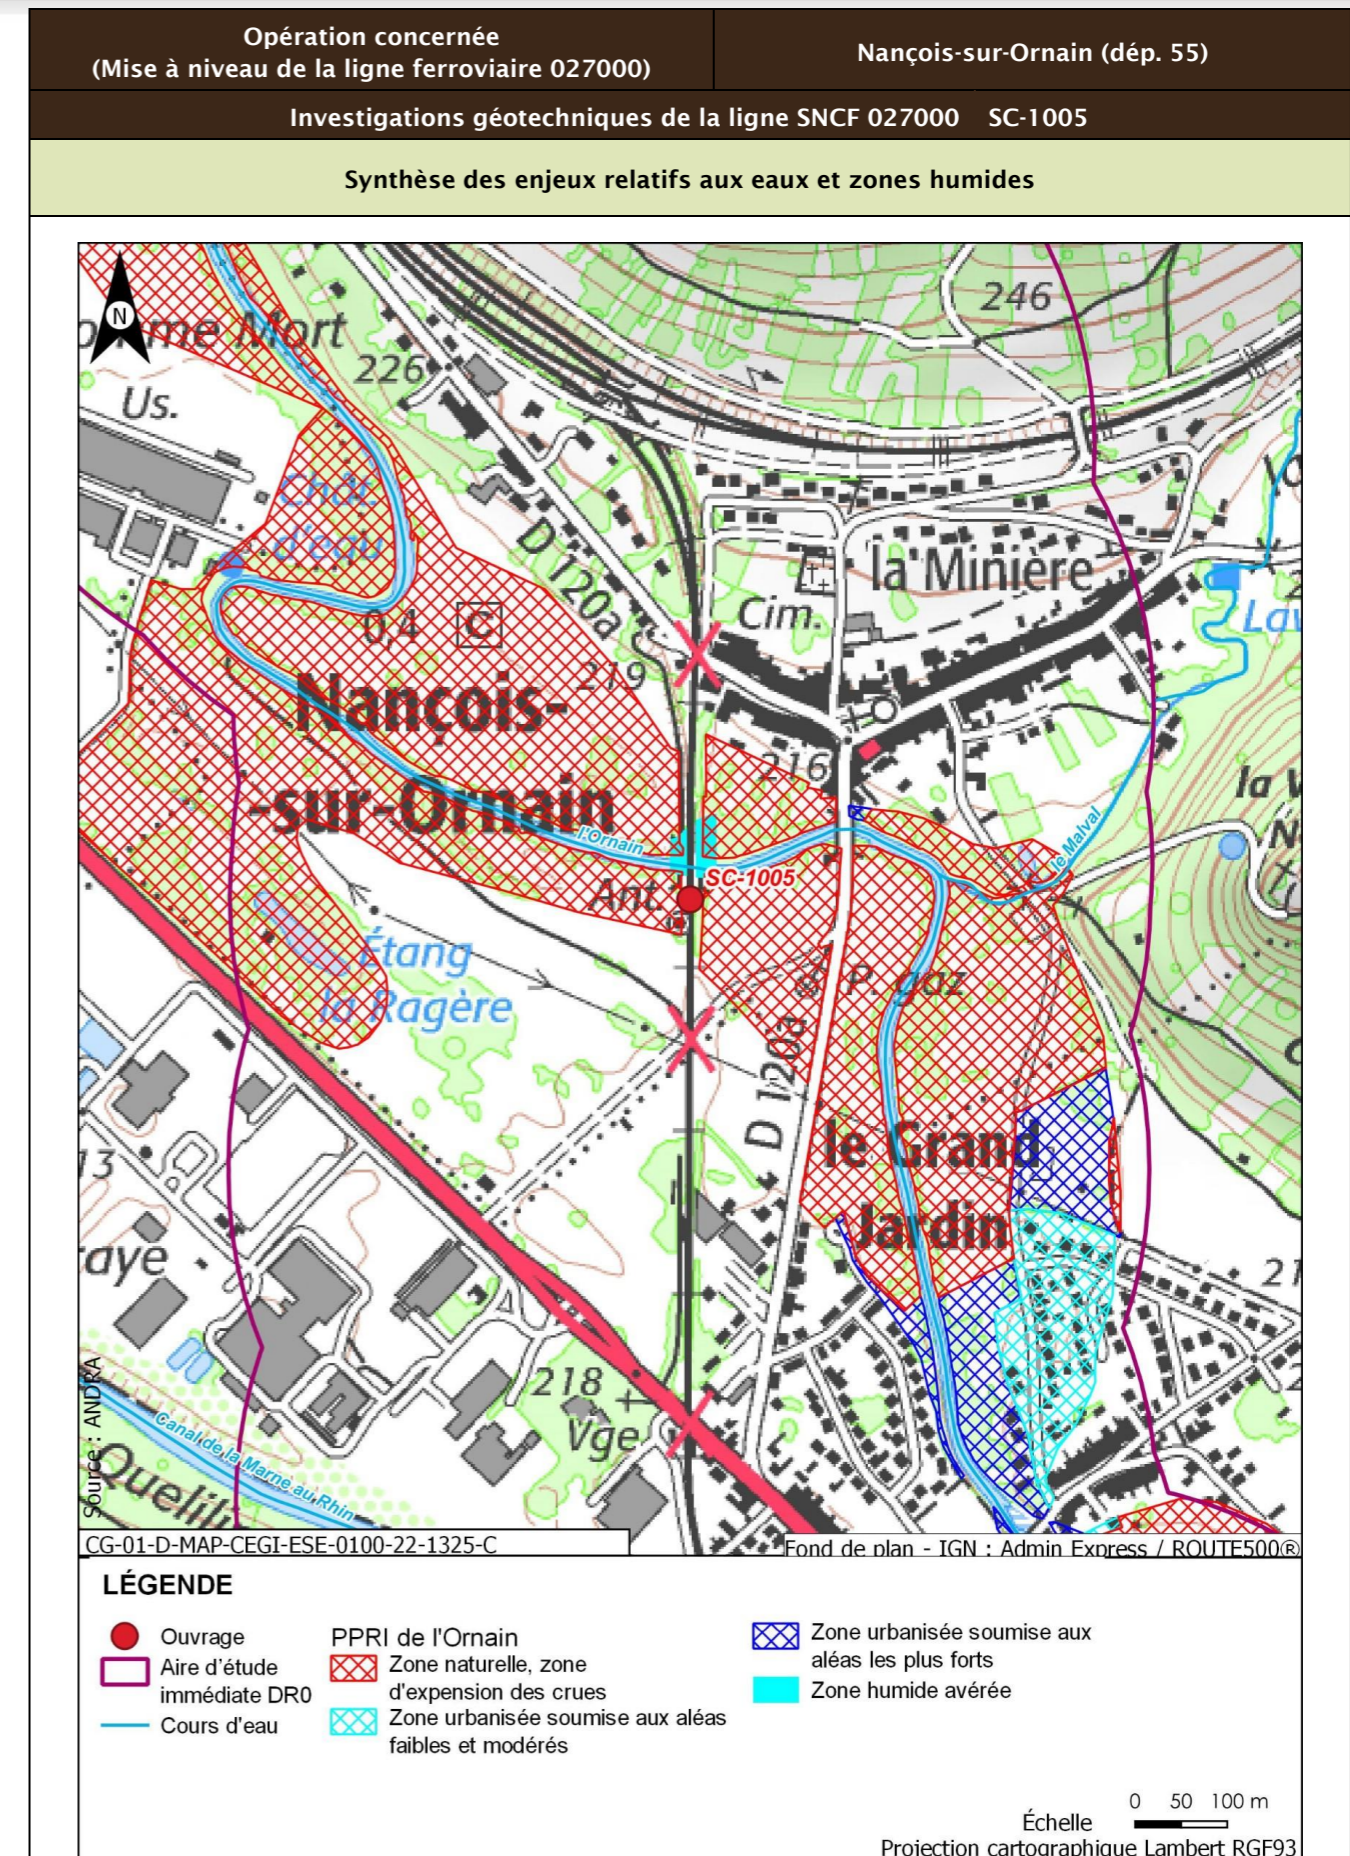 Opération concernée
(Mise à niveau de la ligne ferroviaire 027000)
Nançois-sur-Ornain (dép. 55)
Investigations géotechniques de la ligne SNCF 027000 SC-1005
Synthèse des enjeux relatifs aux eaux et zones humides
N
Mort
246
226
Us.
Chât.
d'eau
D 120a
la Minière
Cim.
0,4
C
219
Nançois-
216
-sur-Ornain
l'Ornain
le Malval
la V
SC-1005
Ant.
Étang
la Ragère
P. gaz
D 120a
le Grand
Jardin
13
raye
21
218
Vge
Canal de la Marne au Rhin
Source : ANDRA
CG-01-D-MAP-CEGI-ESE-0100-22-1325-C
Fond de plan - IGN : Admin Express / ROUTE500®
LÉGENDE
Ouvrage
Aire d'étude
immédiate DR0
Cours d'eau
PPRI de l'Ornain
Zone naturelle, zone
d'expension des crues
Zone urbanisée soumise aux aléas
faibles et modérés
Zone urbanisée soumise aux
aléas les plus forts
Zone humide avérée
0 50 100 m
Échelle
Projection cartographique Lambert RGF93